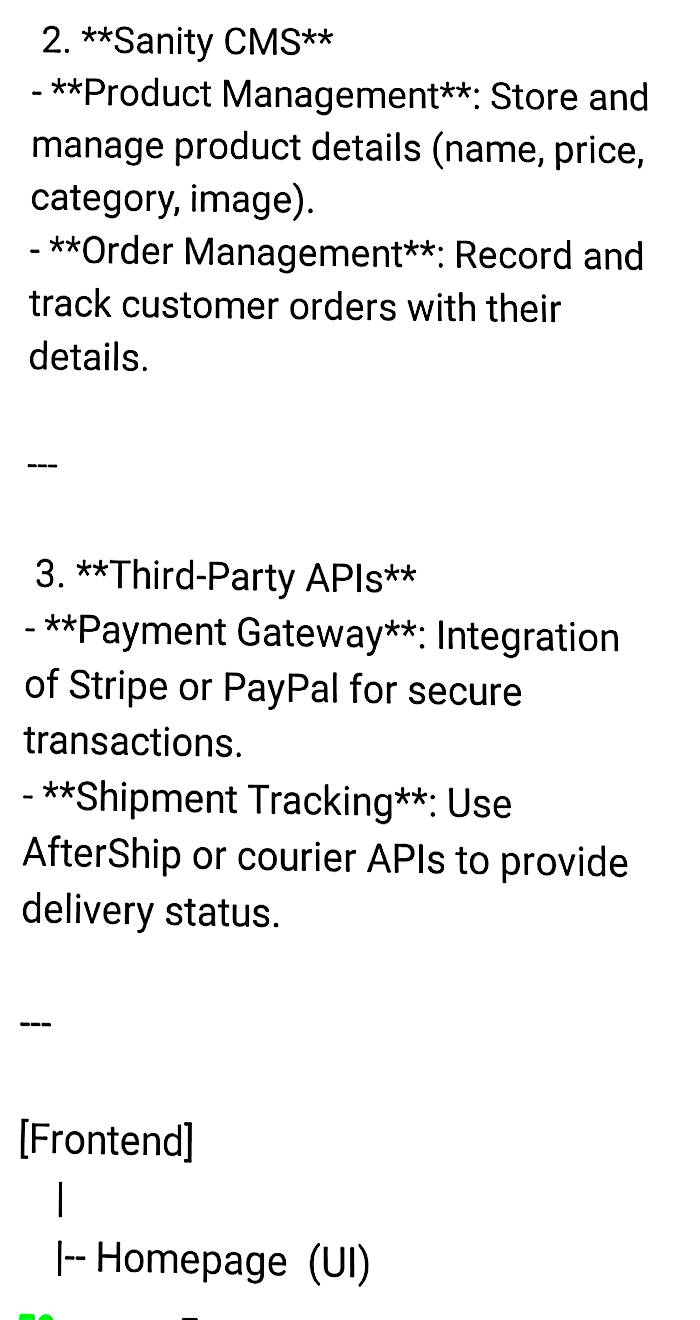 2. **Sanity CMS**
- **Product Management**: Store and
manage product details (name, price,
category, image).
- **Order Management**: Record and
track customer orders with their
details.
---
3. **Third-Party APIs**
- **Payment Gateway**: Integration
of Stripe or PayPal for secure
transactions.
- **Shipment Tracking**: Use
AfterShip or courier APIs to provide
delivery status.
---
[Frontend]
|
|-- Homepage (UI)